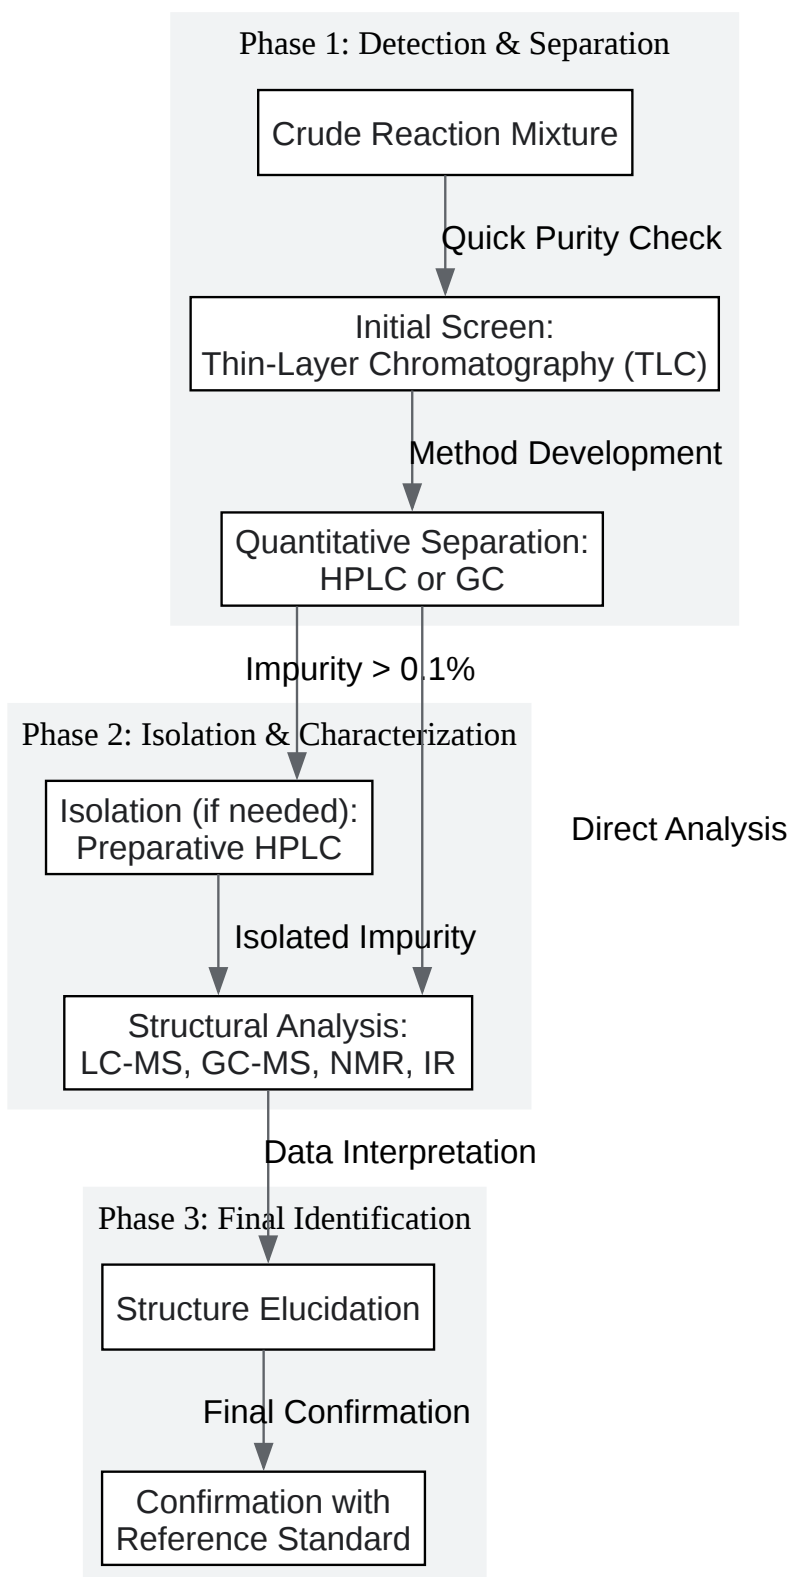 Phase 1: Detection & Separation
Crude Reaction Mixture
Quick Purity Check
Initial Screen:
Thin-Layer Chromatography (TLC)
Method Development
Quantitative Separation:
HPLC or GC
Impurity > 0.1%
Phase 2: Isolation & Characterization
Isolation (if needed):
Preparative HPLC
Direct Analysis
Isolated Impurity
Structural Analysis:
LC-MS, GC-MS, NMR, IR
Data Interpretation
Phase 3: Final Identification
Structure Elucidation
Final Confirmation
Confirmation with
Reference Standard